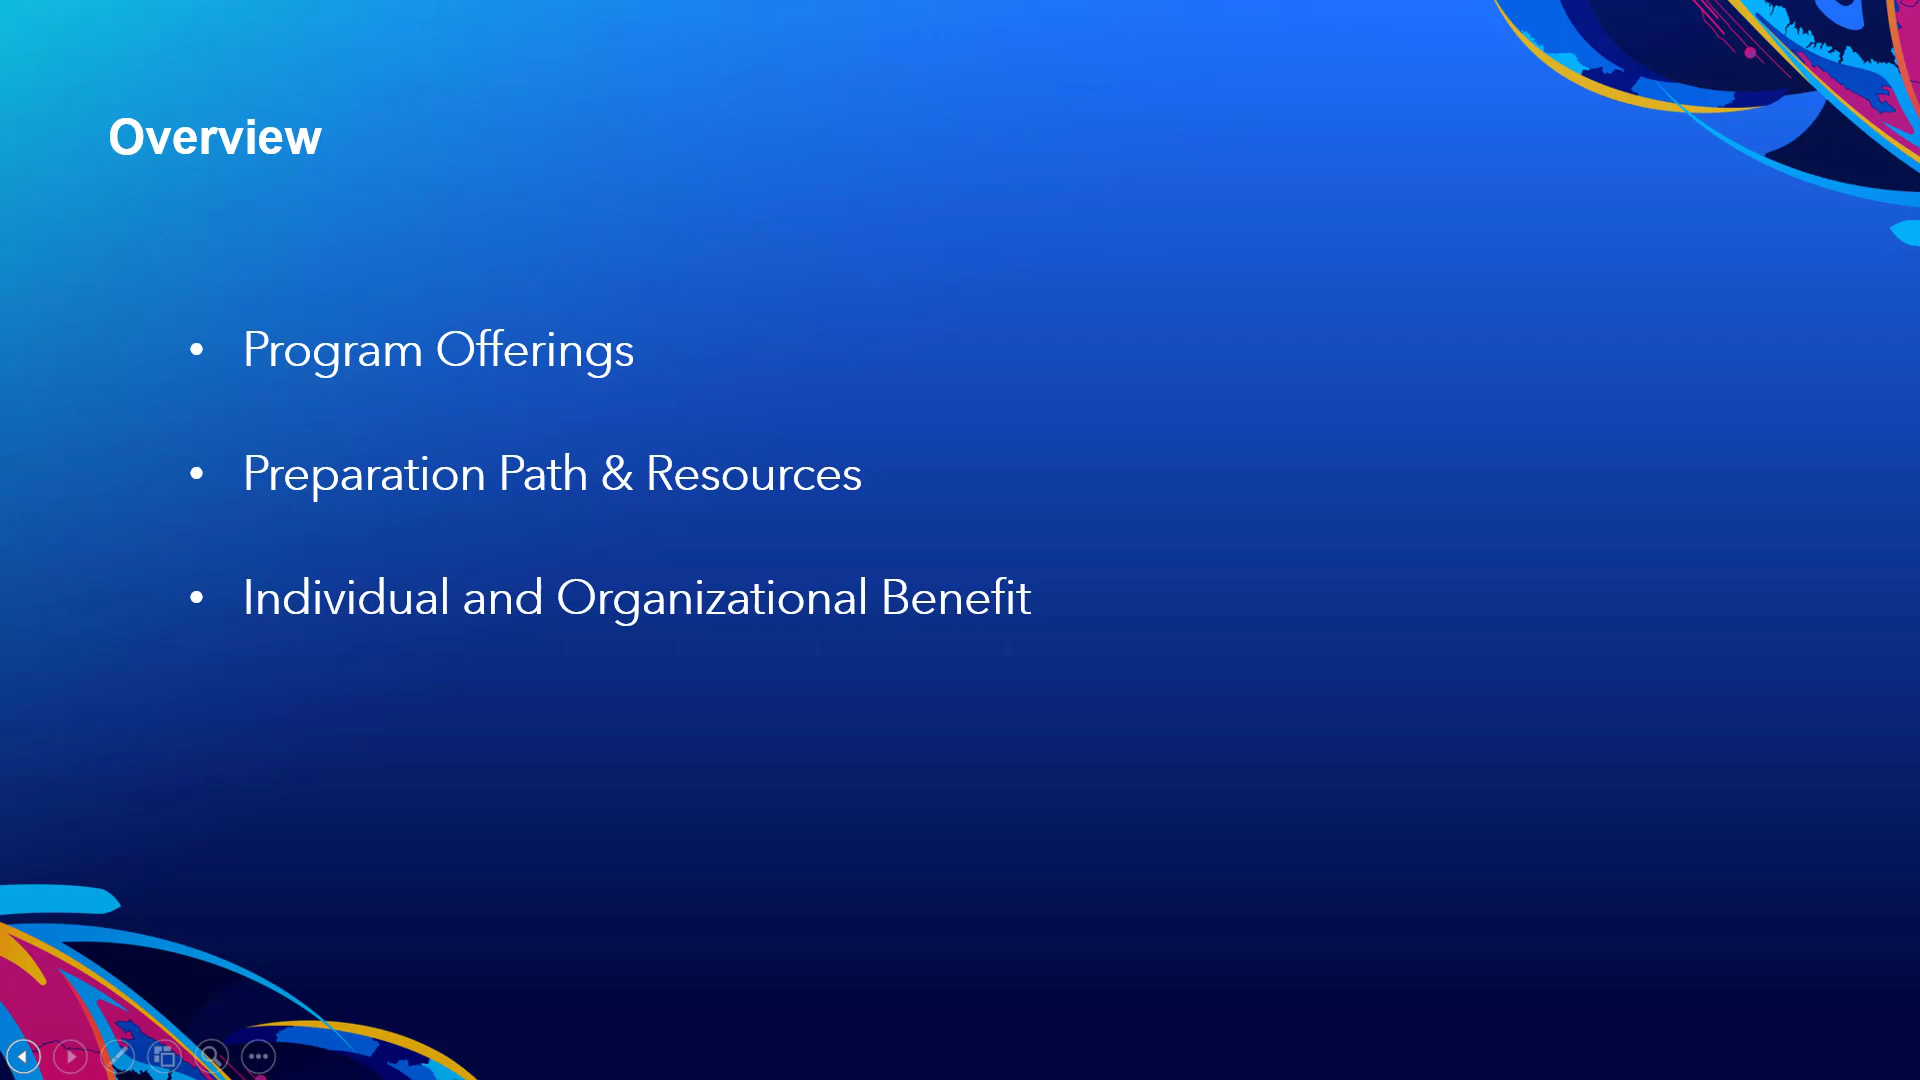 Overview
• Program Offerings
• Preparation Path & Resources
• Individual and Organizational Benefit